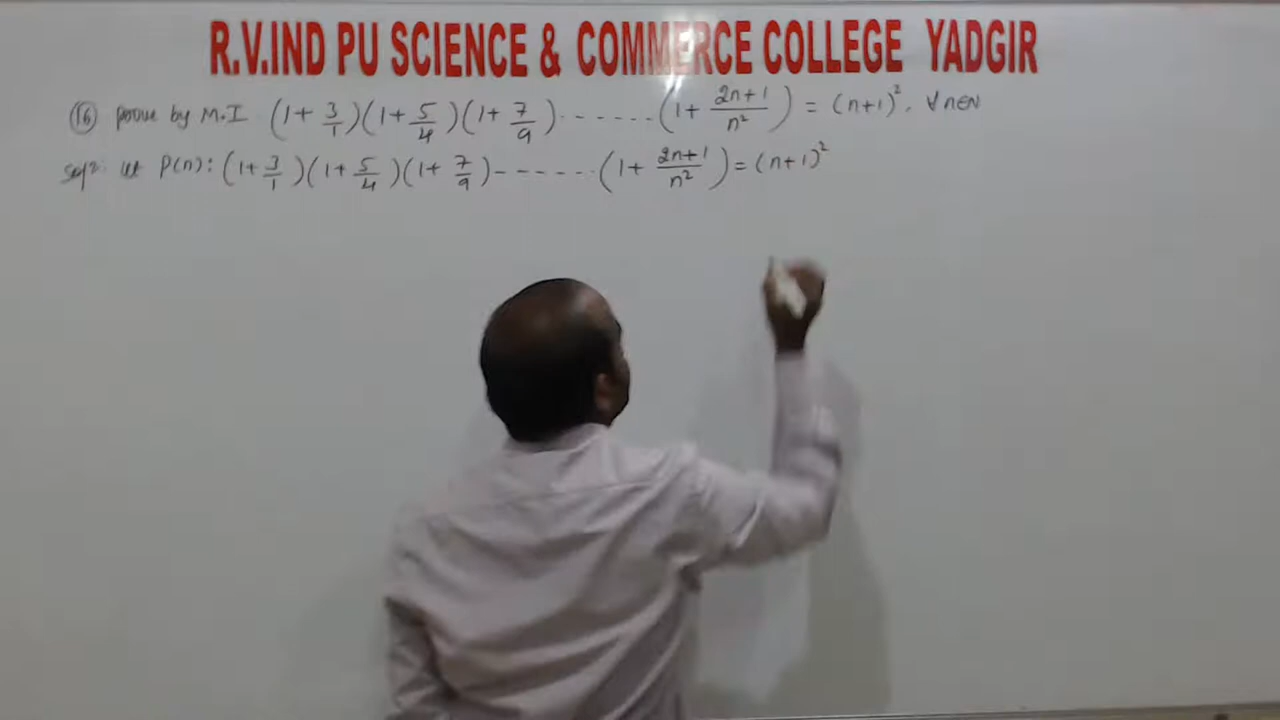 R.V.IND PU SCIENCE & COMMERCE COLLEGE YADGIR
(16) prove by M.I (1+3/1)(1+5/4)(1+7/9)......(1+(2n+1)/n²) = (n+1)². ∀ n∈N
Solⁿ: let P(n): (1+3/1)(1+5/4)(1+7/9)------(1+(2n+1)/n²) = (n+1)²